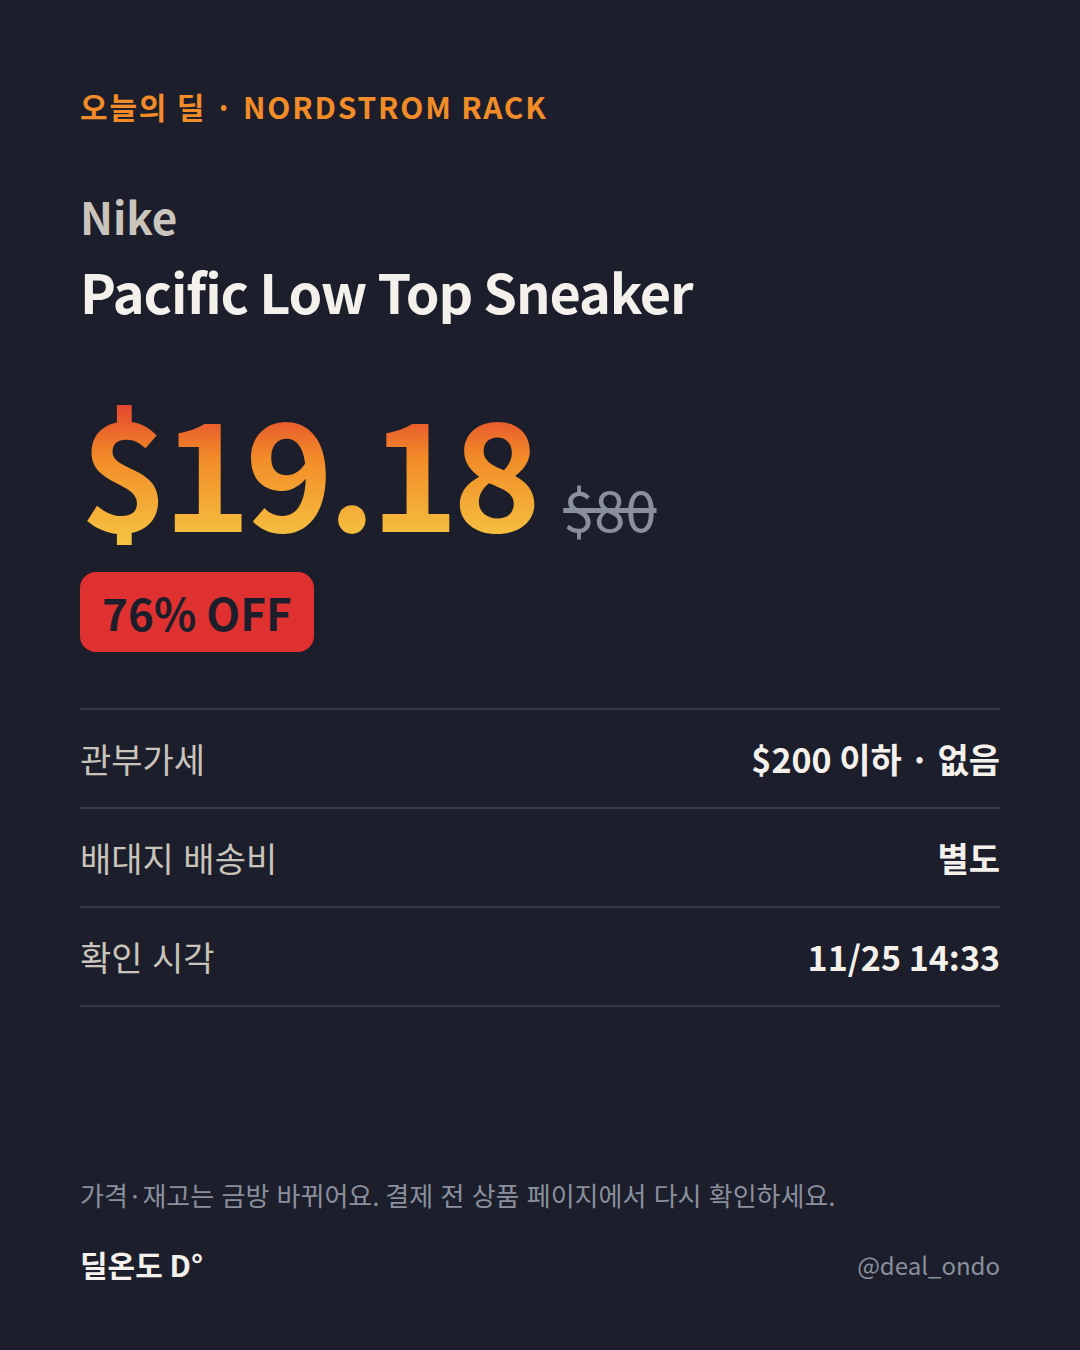 오늘의 딜 · NORDSTROM RACK
Nike
Pacific Low Top Sneaker
$19.18 $80
76% OFF
관부가세 $200 이하 · 없음
배대지 배송비 별도
확인 시각 11/25 14:33
가격·재고는 금방 바뀌어요. 결제 전 상품 페이지에서 다시 확인하세요.
딜온도 D° @deal_ondo